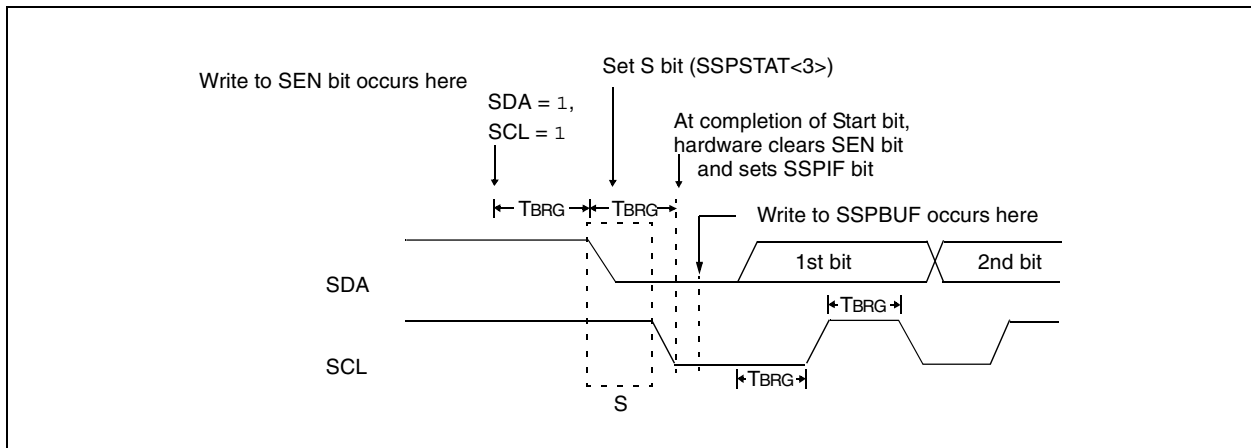 Write to SEN bit occurs here
Set S bit (SSPSTAT<3>)
SDA = 1,
SCL = 1
At completion of Start bit,
hardware clears SEN bit
and sets SSPIF bit
TBRG
TBRG
Write to SSPBUF occurs here
SDA
1st bit
2nd bit
TBRG
SCL
TBRG
S